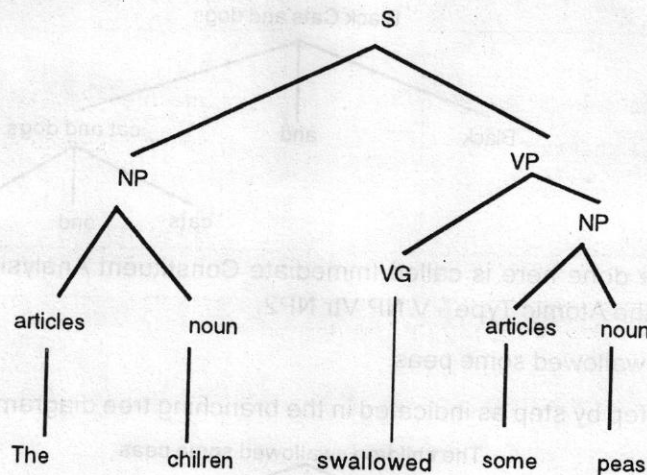 S
NP VP
VG NP
articles noun articles noun
The chilren swallowed some peas